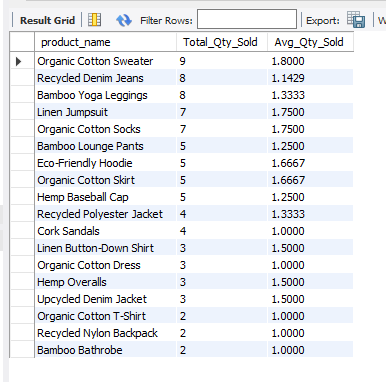 Result Grid Filter Rows: Export:
product_name Total_Qty_Sold Avg_Qty_Sold
Organic Cotton Sweater 9 1.8000
Recycled Denim Jeans 8 1.1429
Bamboo Yoga Leggings 8 1.3333
Linen Jumpsuit 7 1.7500
Organic Cotton Socks 7 1.7500
Bamboo Lounge Pants 5 1.2500
Eco-Friendly Hoodie 5 1.6667
Organic Cotton Skirt 5 1.6667
Hemp Baseball Cap 5 1.2500
Recycled Polyester Jacket 4 1.3333
Cork Sandals 4 1.0000
Linen Button-Down Shirt 3 1.5000
Organic Cotton Dress 3 1.0000
Hemp Overalls 3 1.5000
Upcycled Denim Jacket 3 1.5000
Organic Cotton T-Shirt 2 1.0000
Recycled Nylon Backpack 2 1.0000
Bamboo Bathrobe 2 1.0000